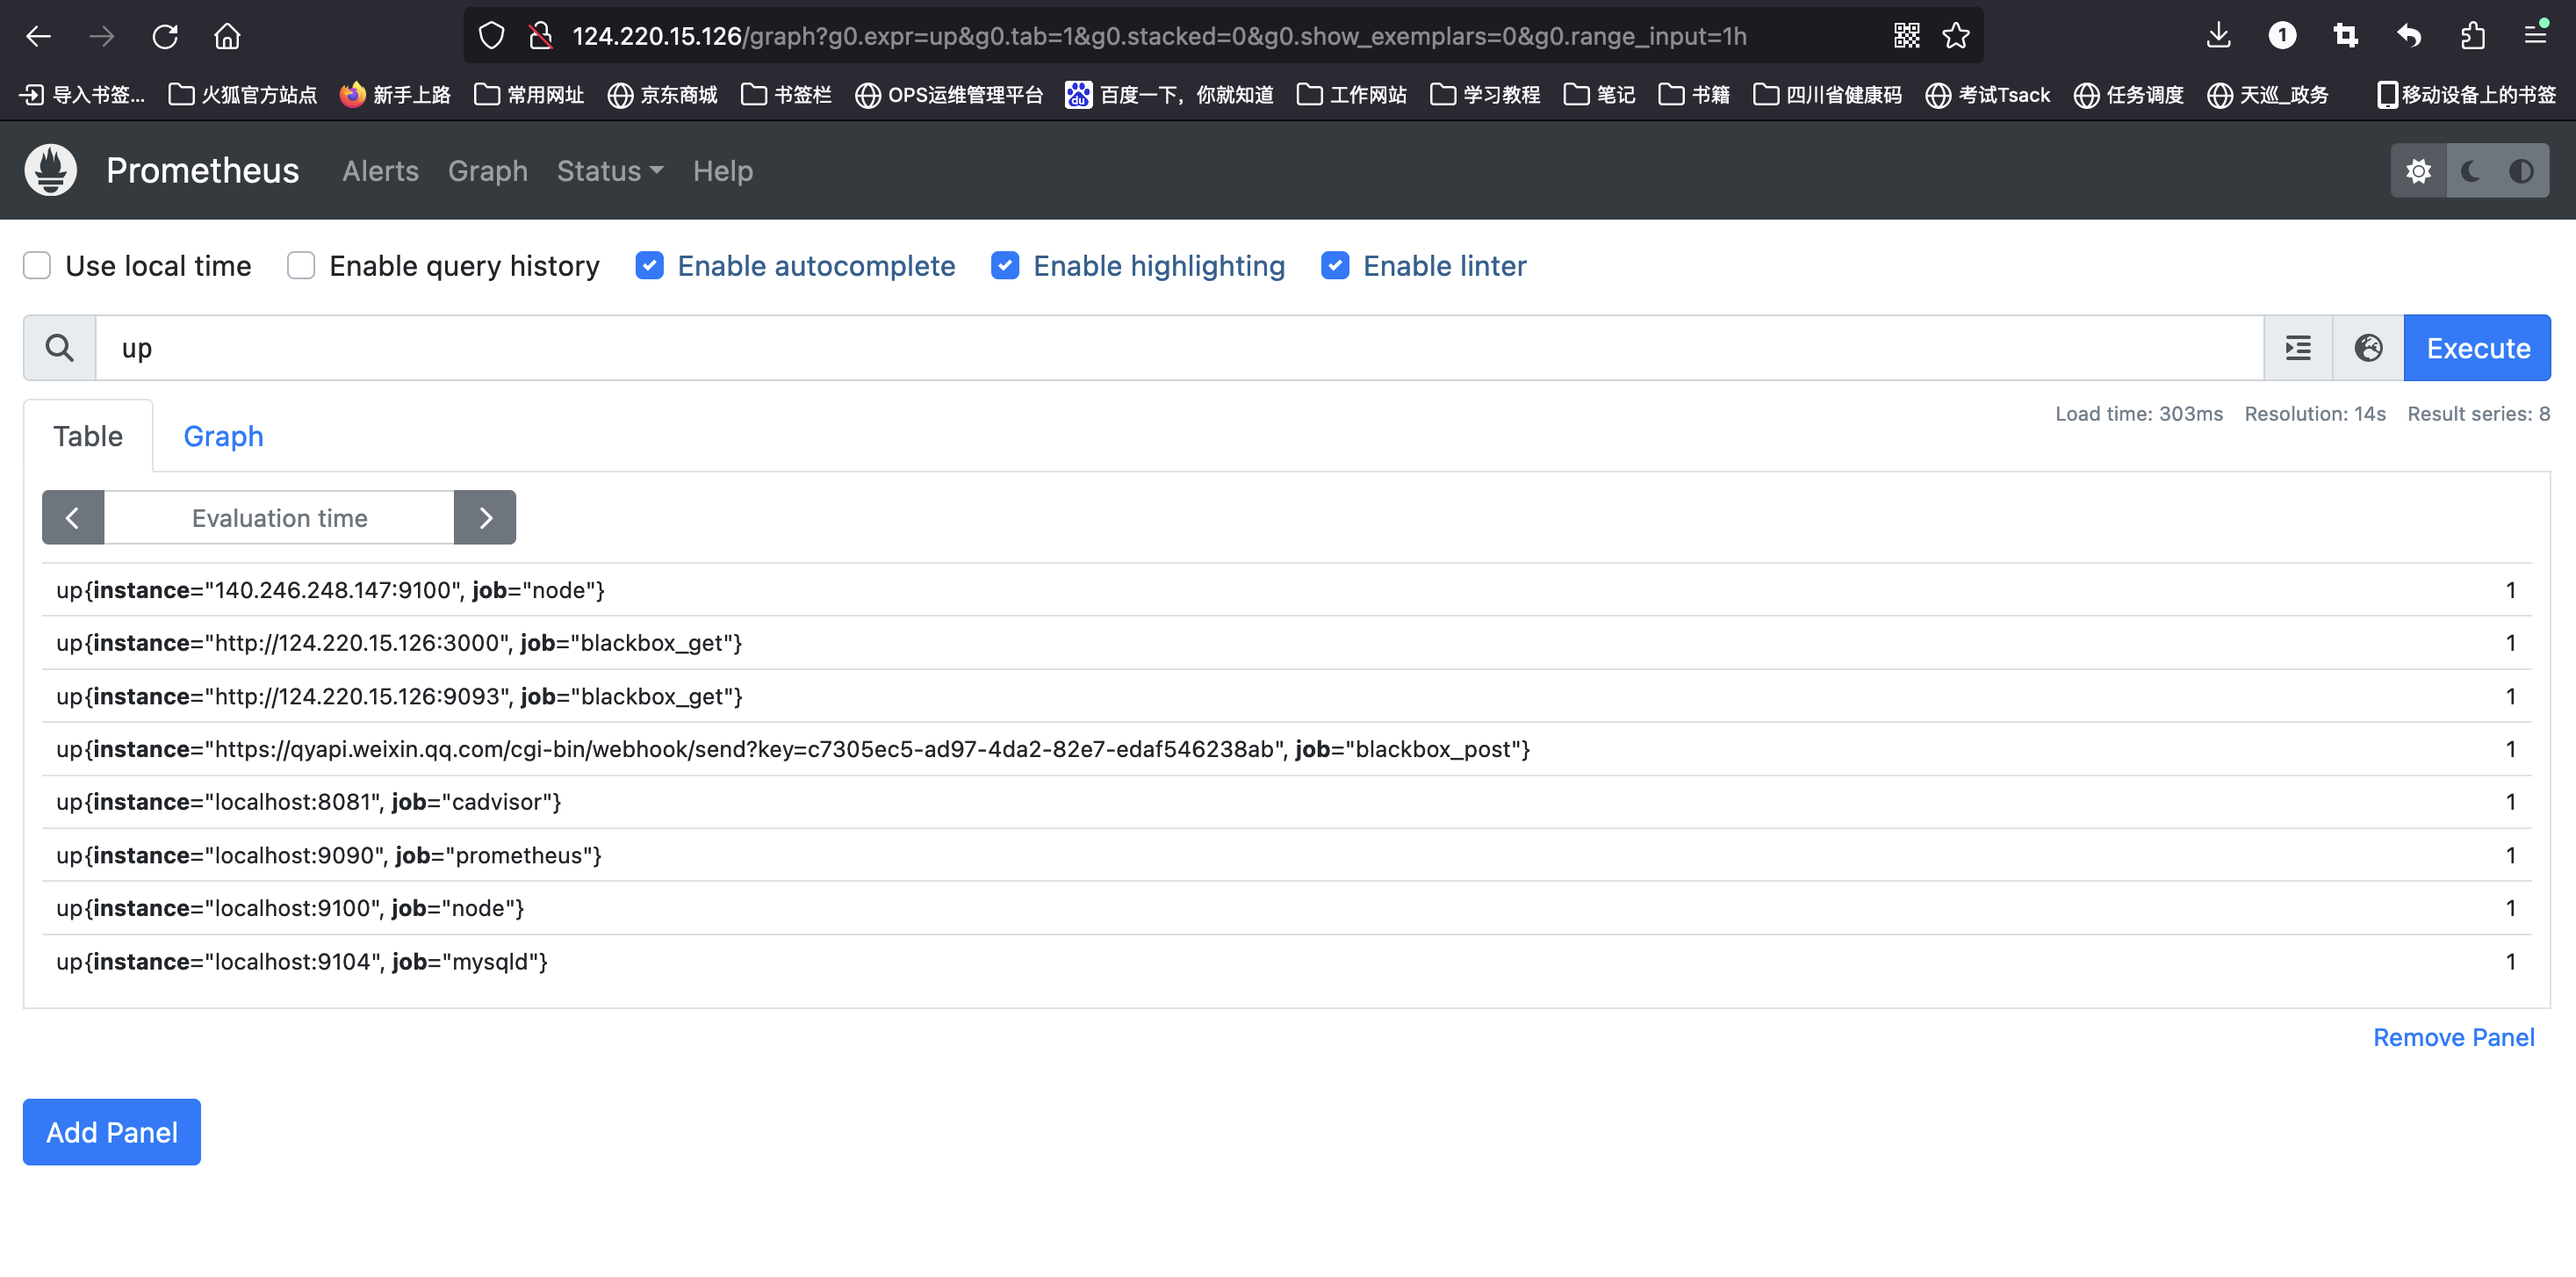 124.220.15.126/graph?g0.expr=up&g0.tab=1&g0.stacked=0&g0.show_exemplars=0&g0.range_input=1h
1
导入书签... 火狐官方站点 新手上路 常用网址 京东商城 书签栏 OPS运维管理平台 du 百度一下，你就知道 工作网站 学习教程 笔记 书籍 四川省健康码 考试Tsack 任务调度 天巡_政务 移动设备上的书签
Prometheus Alerts Graph Status Help
Use local time Enable query history Enable autocomplete Enable highlighting Enable linter
up Execute
Load time: 303ms Resolution: 14s Result series: 8
Table Graph
Evaluation time
up{instance="140.246.248.147:9100", job="node"} 1
up{instance="http://124.220.15.126:3000", job="blackbox_get"} 1
up{instance="http://124.220.15.126:9093", job="blackbox_get"} 1
up{instance="https://qyapi.weixin.qq.com/cgi-bin/webhook/send?key=c7305ec5-ad97-4da2-82e7-edaf546238ab", job="blackbox_post"} 1
up{instance="localhost:8081", job="cadvisor"} 1
up{instance="localhost:9090", job="prometheus"} 1
up{instance="localhost:9100", job="node"} 1
up{instance="localhost:9104", job="mysqld"} 1
Remove Panel
Add Panel